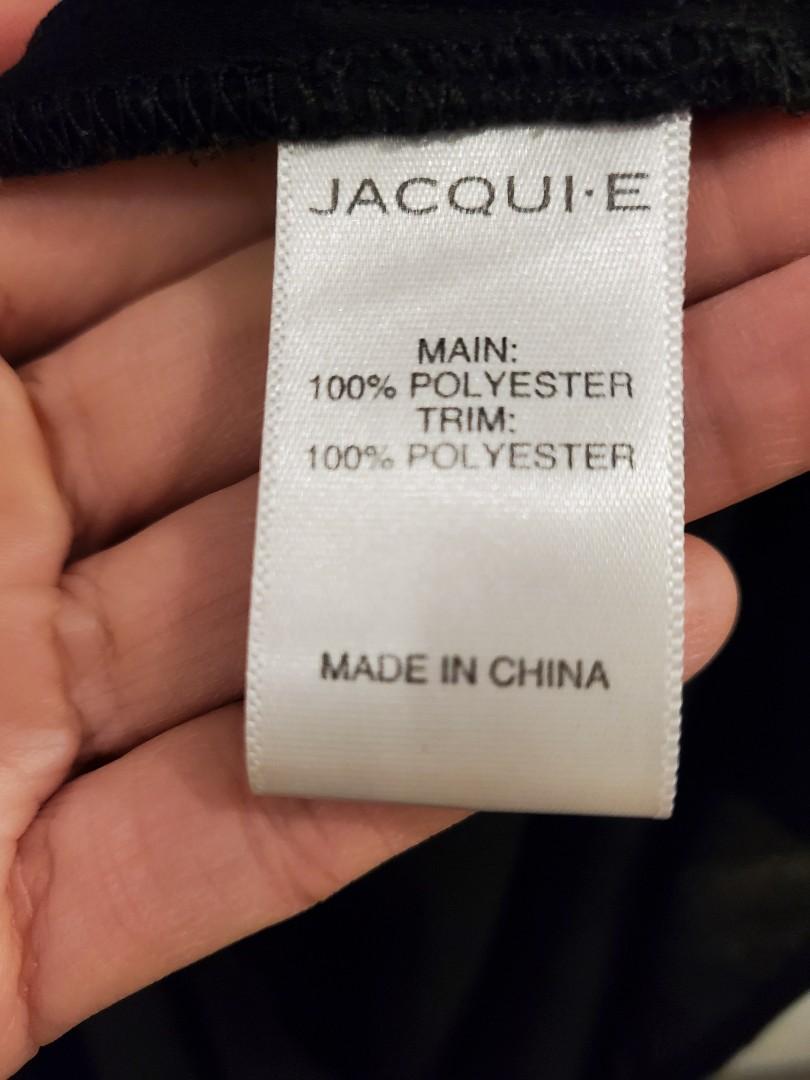 JACQUI·E
MAIN:
100% POLYESTER
TRIM:
100% POLYESTER
MADE IN CHINA